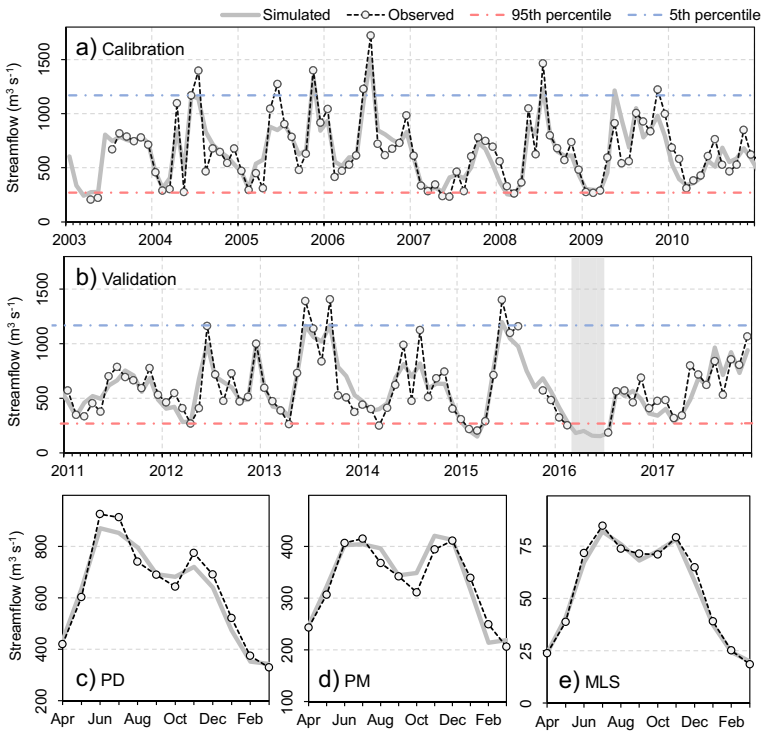 Simulated Observed 95th percentile 5th percentile
a) Calibration
Streamflow (m³ s⁻¹)
1500
1000
500
0
2003 2004 2005 2006 2007 2008 2009 2010
b) Validation
Streamflow (m³ s⁻¹)
1500
1000
500
0
2011 2012 2013 2014 2015 2016 2017
Streamflow (m³ s⁻¹)
800
600
400
200
c) PD
Apr Jun Aug Oct Dec Feb
400
300
200
100
d) PM
Apr Jun Aug Oct Dec Feb
75
50
25
0
e) MLS
Apr Jun Aug Oct Dec Feb